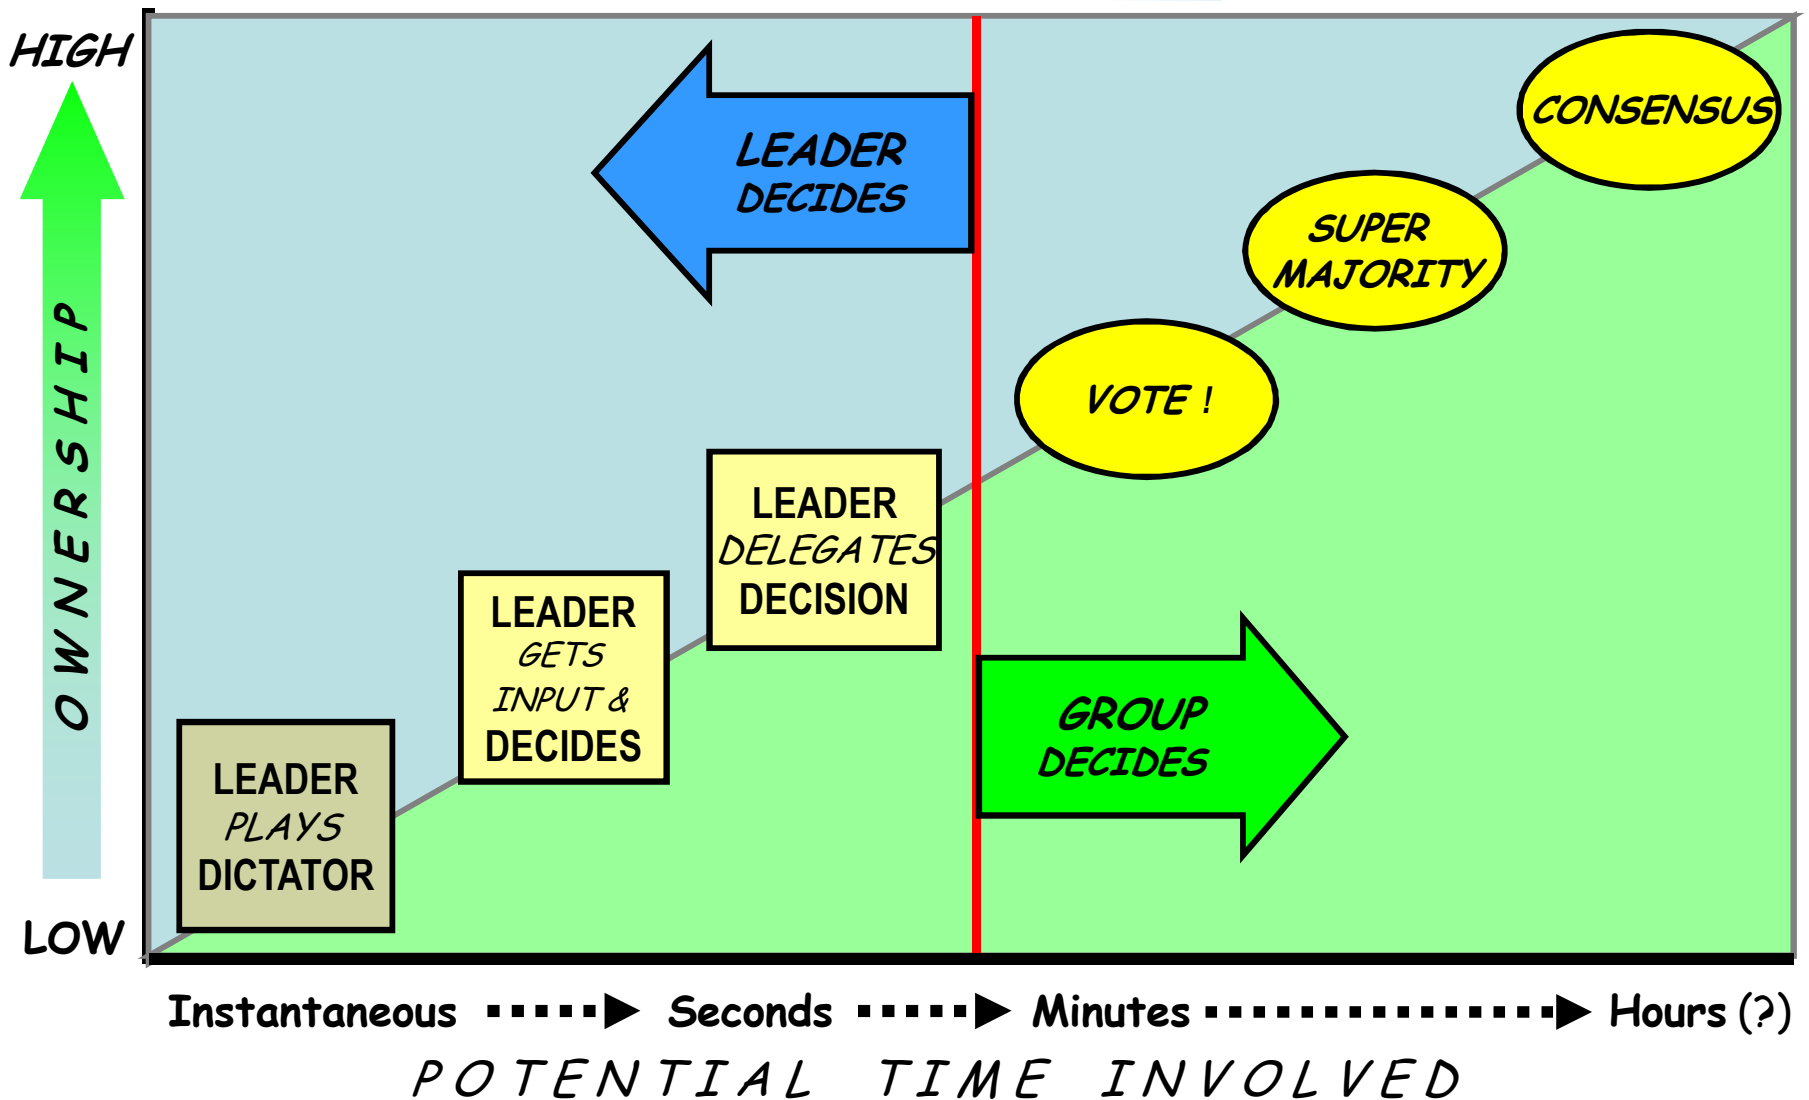 HIGH
OWNERSHIP
LOW
LEADER
DECIDES
CONSENSUS
SUPER
MAJORITY
VOTE !
LEADER
DELEGATES
DECISION
LEADER
GETS
INPUT &
DECIDES
LEADER
PLAYS
DICTATOR
GROUP
DECIDES
Instantaneous Seconds Minutes Hours (?)
POTENTIAL TIME INVOLVED